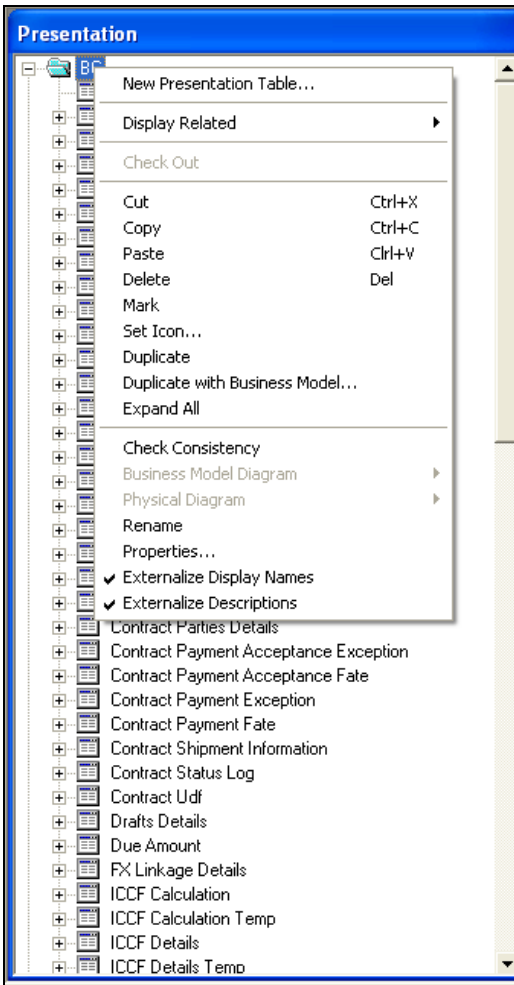 Presentation
BC
New Presentation Table...
Display Related
Check Out
Cut Ctrl+X
Copy Ctrl+C
Paste Clrl+V
Delete Del
Mark
Set Icon...
Duplicate
Duplicate with Business Model...
Expand All
Check Consistency
Business Model Diagram
Physical Diagram
Rename
Properties...
Externalize Display Names
Externalize Descriptions
Contract Parties Details
Contract Payment Acceptance Exception
Contract Payment Acceptance Fate
Contract Payment Exception
Contract Payment Fate
Contract Shipment Information
Contract Status Log
Contract Udf
Drafts Details
Due Amount
FX Linkage Details
ICCF Calculation
ICCF Calculation Temp
ICCF Details
ICCF Details Temp